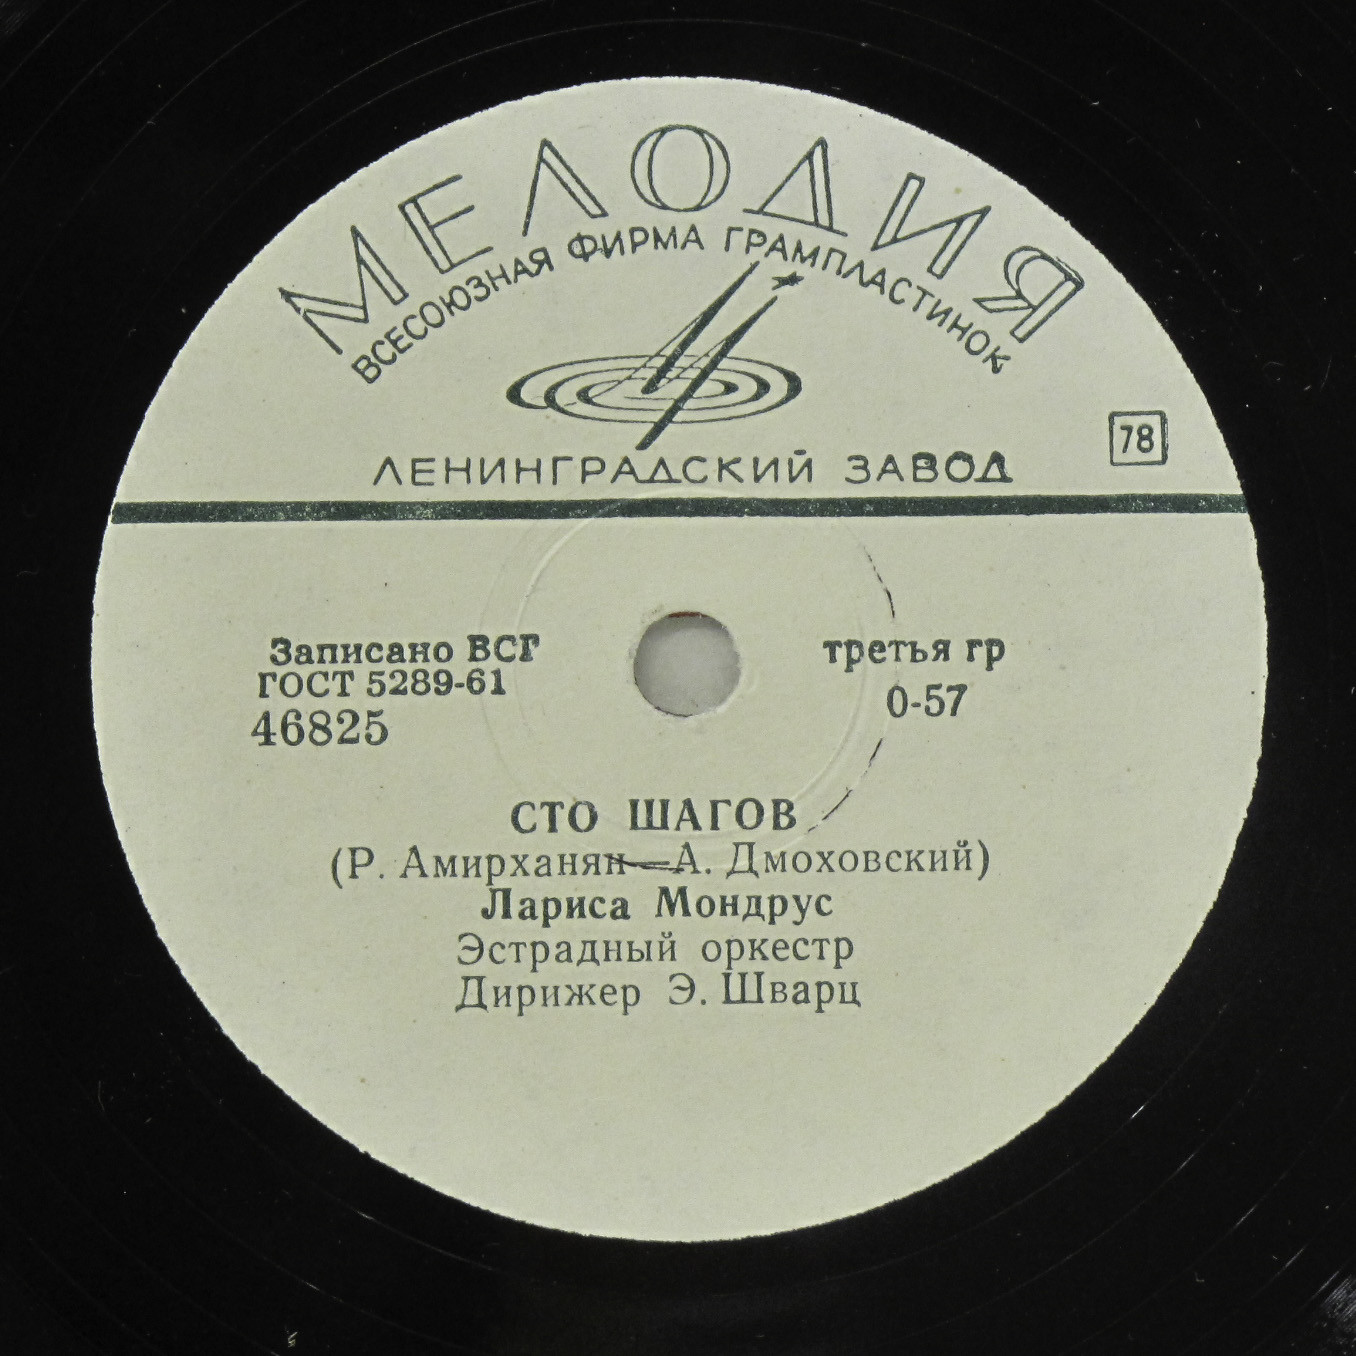 МЕЛОДИЯ
ВСЕСОЮЗНАЯ ФИРМА ГРАМПЛАСТИНОК
ЛЕНИНГРАДСКИЙ ЗАВОД
78
Записано ВСГ
ГОСТ 5289-61
46825
третья гр
0-57
СТО ШАГОВ
(Р. Амирханян—А. Дмоховский)
Лариса Мондрус
Эстрадный оркестр
Дирижер Э. Шварц